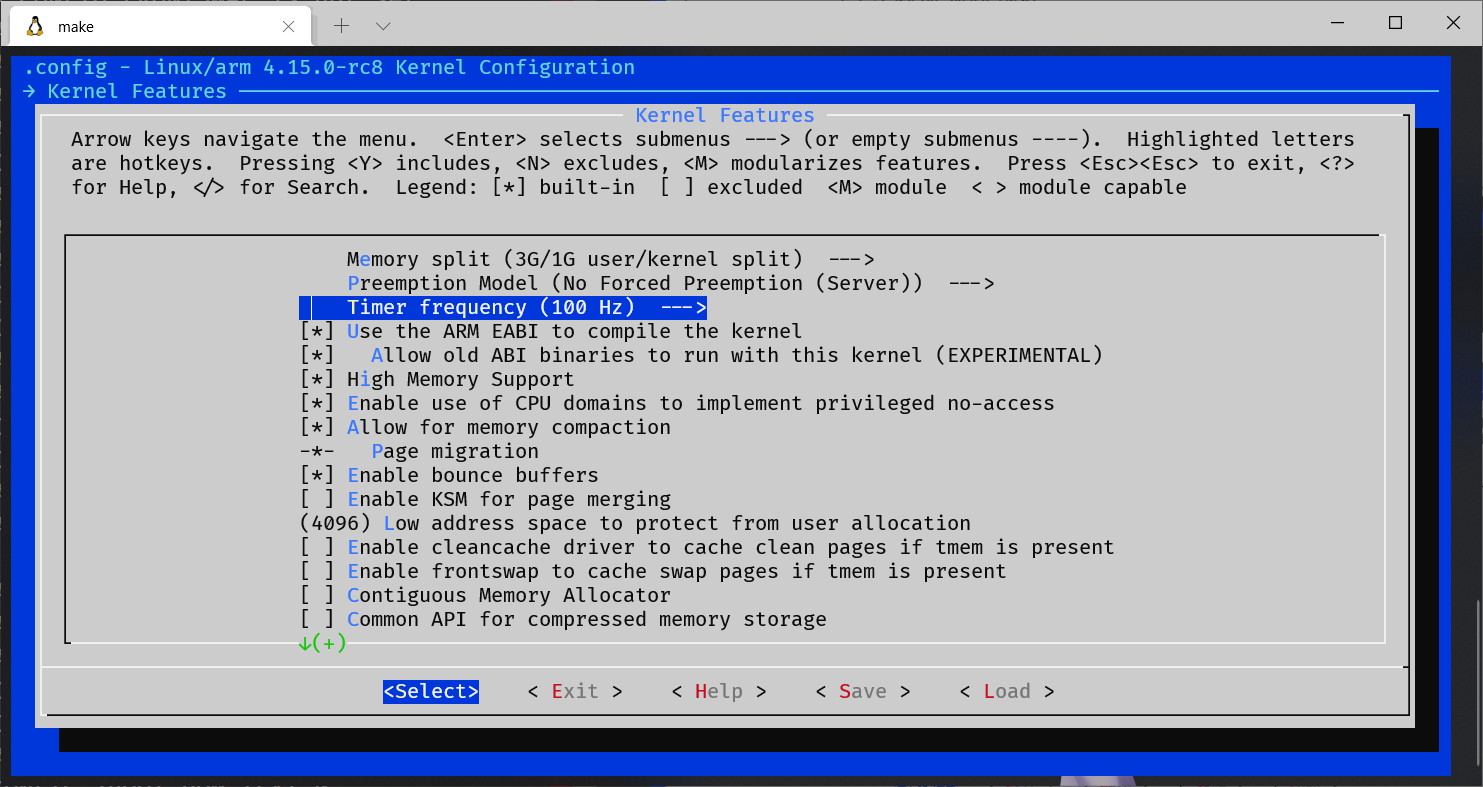 make
.config - Linux/arm 4.15.0-rc8 Kernel Configuration
→ Kernel Features
Kernel Features
Arrow keys navigate the menu.  <Enter> selects submenus ---> (or empty submenus ----).  Highlighted letters
are hotkeys.  Pressing <Y> includes, <N> excludes, <M> modularizes features.  Press <Esc><Esc> to exit, <?>
for Help, </> for Search.  Legend: [*] built-in  [ ] excluded  <M> module  < > module capable
Memory split (3G/1G user/kernel split)  --->
Preemption Model (No Forced Preemption (Server))  --->
Timer frequency (100 Hz)  --->
[*] Use the ARM EABI to compile the kernel
[*]   Allow old ABI binaries to run with this kernel (EXPERIMENTAL)
[*] High Memory Support
[*] Enable use of CPU domains to implement privileged no-access
[*] Allow for memory compaction
-*-   Page migration
[*] Enable bounce buffers
[ ] Enable KSM for page merging
(4096) Low address space to protect from user allocation
[ ] Enable cleancache driver to cache clean pages if tmem is present
[ ] Enable frontswap to cache swap pages if tmem is present
[ ] Contiguous Memory Allocator
[ ] Common API for compressed memory storage
↓(+)
<Select>    < Exit >    < Help >    < Save >    < Load >